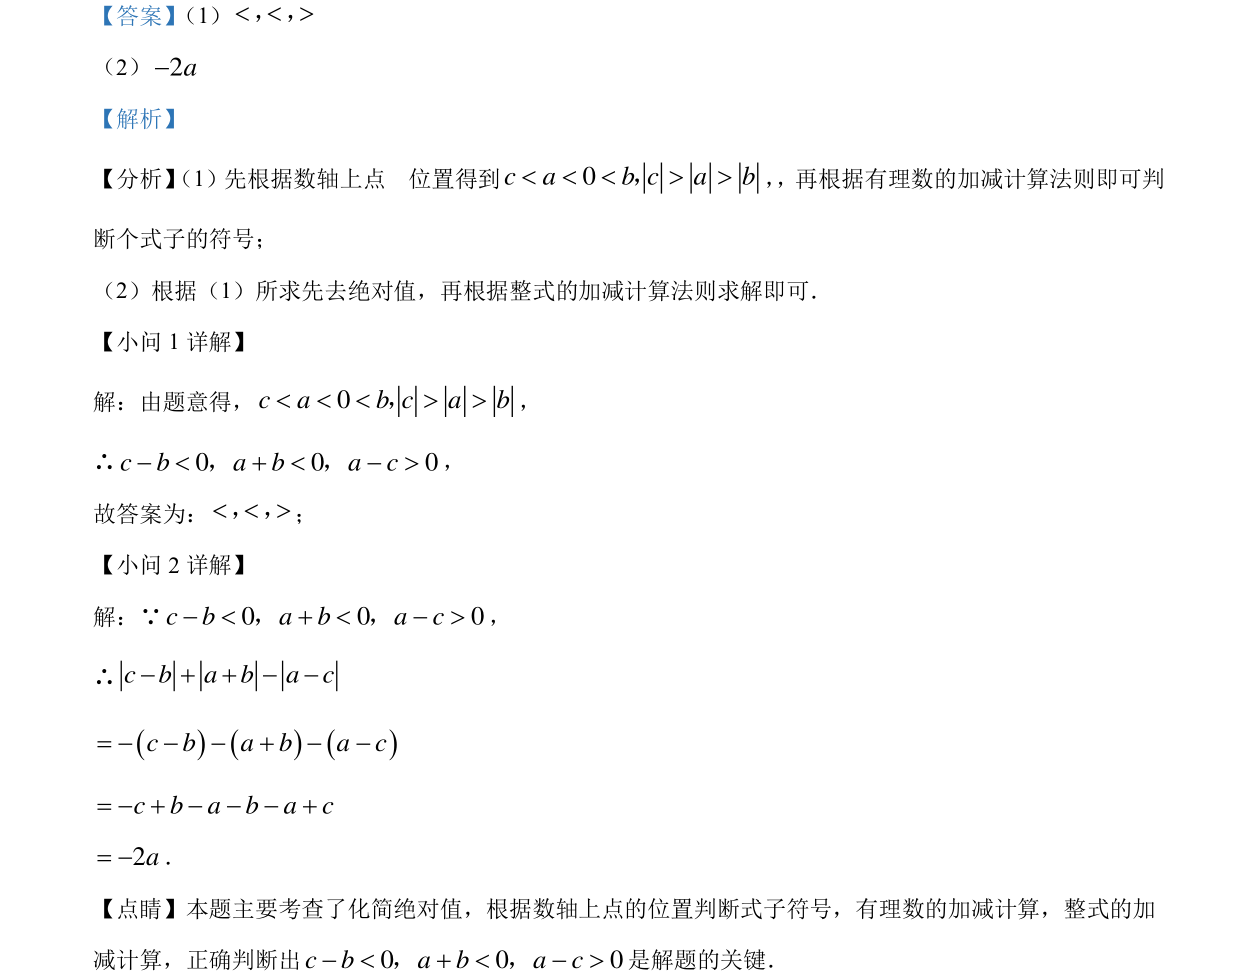 【答案】（1）<，<，>
（2）−2a
【解析】
【分析】（1）先根据数轴上点 位置得到c<a<0<b，|c|>|a|>|b|，，再根据有理数的加减计算法则即可判
断个式子的符号；
（2）根据（1）所求先去绝对值，再根据整式的加减计算法则求解即可．
【小问 1 详解】
解：由题意得，c<a<0<b，|c|>|a|>|b|，
∴c−b<0，a+b<0，a−c>0，
故答案为：<，<，>；
【小问 2 详解】
解：∵c−b<0，a+b<0，a−c>0，
∴|c−b|+|a+b|−|a−c|
=−(c−b)−(a+b)−(a−c)
=−c+b−a−b−a+c
=−2a．
【点睛】本题主要考查了化简绝对值，根据数轴上点的位置判断式子符号，有理数的加减计算，整式的加
减计算，正确判断出c−b<0，a+b<0，a−c>0是解题的关键．